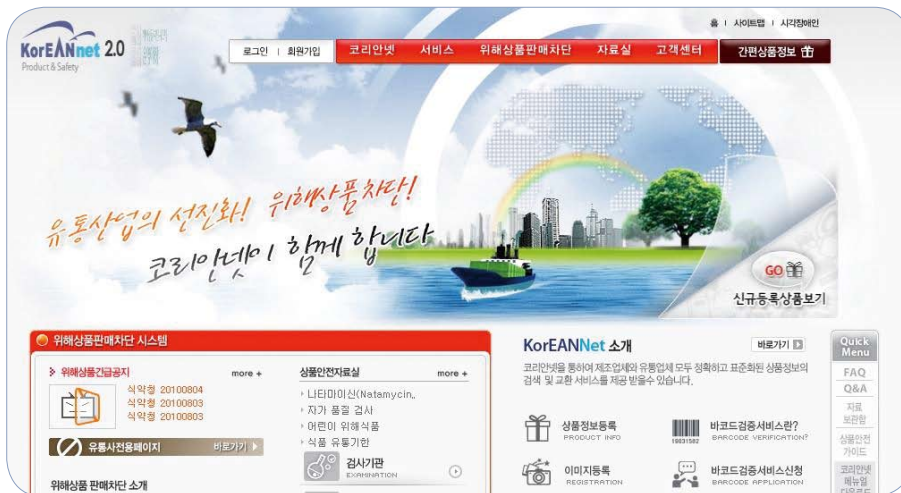 홈 | 사이트맵 | 시각장애인
KorEANnet 2.0
Product & Safety
로그인 | 회원가입
코리안넷 서비스 위해상품판매차단 자료실 고객센터
간편상품정보
유통산업의 선진화! 위해상품차단!
코리안넷이 함께 합니다
GO
신규등록상품보기
위해상품판매차단 시스템
위해상품긴급공지 more +
식약청 20100804
식약청 20100803
식약청 20100803
유통사전용페이지 바로가기
위해상품 판매차단 소개
상품안전자료실 more +
나타마이신(Natamycin,,
자가 품질 검사
어린이 위해식품
식품 유통기한
검사기관
EXAMINATION
KorEANNet 소개 바로가기
코리안넷을 통하여 제조업체와 유통업체 모두 정확하고 표준화된 상품정보의
검색 및 교환 서비스를 제공 받을수 있습니다.
상품정보등록
PRODUCT INFO
바코드검증서비스란?
BARCODE VERIFICATION?
이미지등록
REGISTRATION
바코드검증서비스신청
BARCODE APPLICATION
Quick
Menu
FAQ
Q&A
자료
보관함
상품안전
가이드
코리안넷
메뉴얼
다운로드